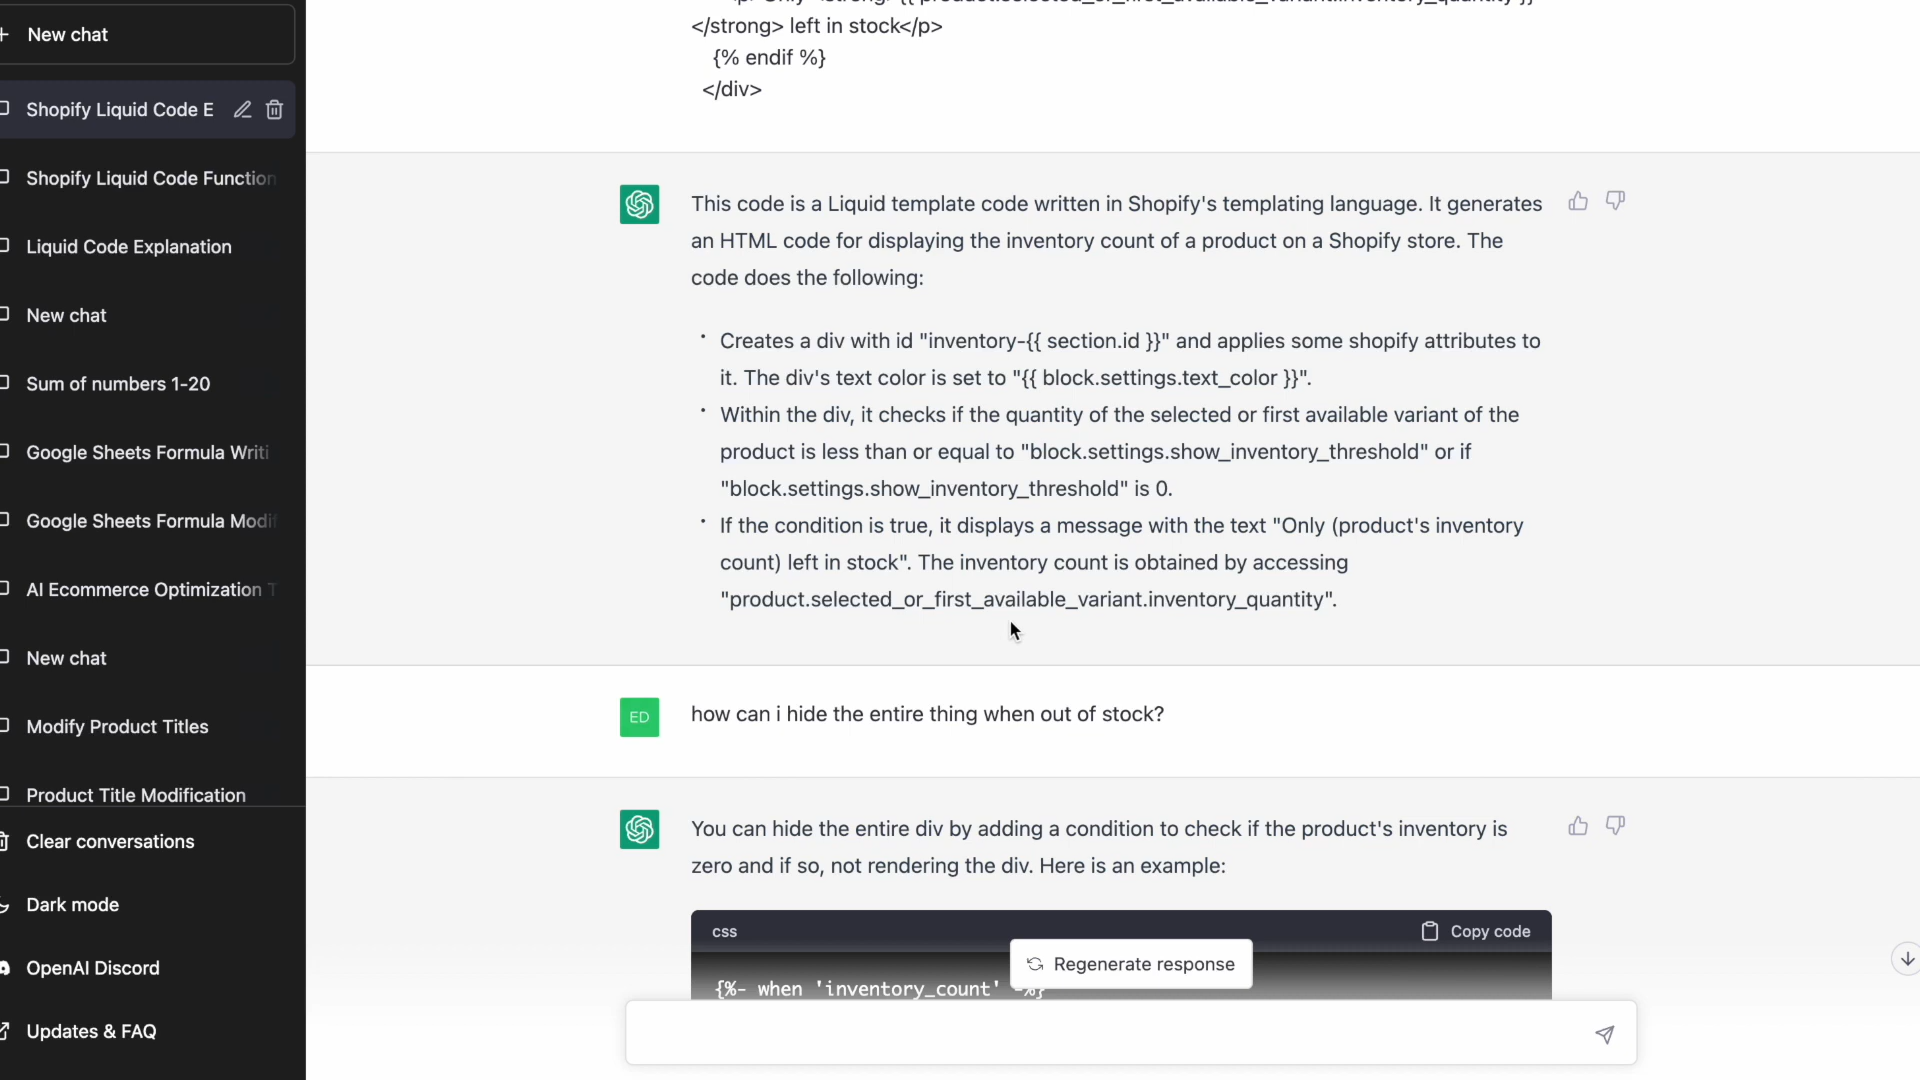 New chat
Shopify Liquid Code E
Shopify Liquid Code Function
Liquid Code Explanation
New chat
Sum of numbers 1-20
Google Sheets Formula Writi
Google Sheets Formula Modif
AI Ecommerce Optimization T
New chat
Modify Product Titles
Product Title Modification
Clear conversations
Dark mode
OpenAI Discord
Updates & FAQ
</strong> left in stock</p>
{% endif %}
</div>
This code is a Liquid template code written in Shopify's templating language. It generates
an HTML code for displaying the inventory count of a product on a Shopify store. The
code does the following:
• Creates a div with id "inventory-{{ section.id }}" and applies some shopify attributes to
it. The div's text color is set to "{{ block.settings.text_color }}".
• Within the div, it checks if the quantity of the selected or first available variant of the
product is less than or equal to "block.settings.show_inventory_threshold" or if
"block.settings.show_inventory_threshold" is 0.
• If the condition is true, it displays a message with the text "Only (product's inventory
count) left in stock". The inventory count is obtained by accessing
"product.selected_or_first_available_variant.inventory_quantity".
ED
how can i hide the entire thing when out of stock?
You can hide the entire div by adding a condition to check if the product's inventory is
zero and if so, not rendering the div. Here is an example:
css
Copy code
Regenerate response
{%- when 'inventory_count' -%}